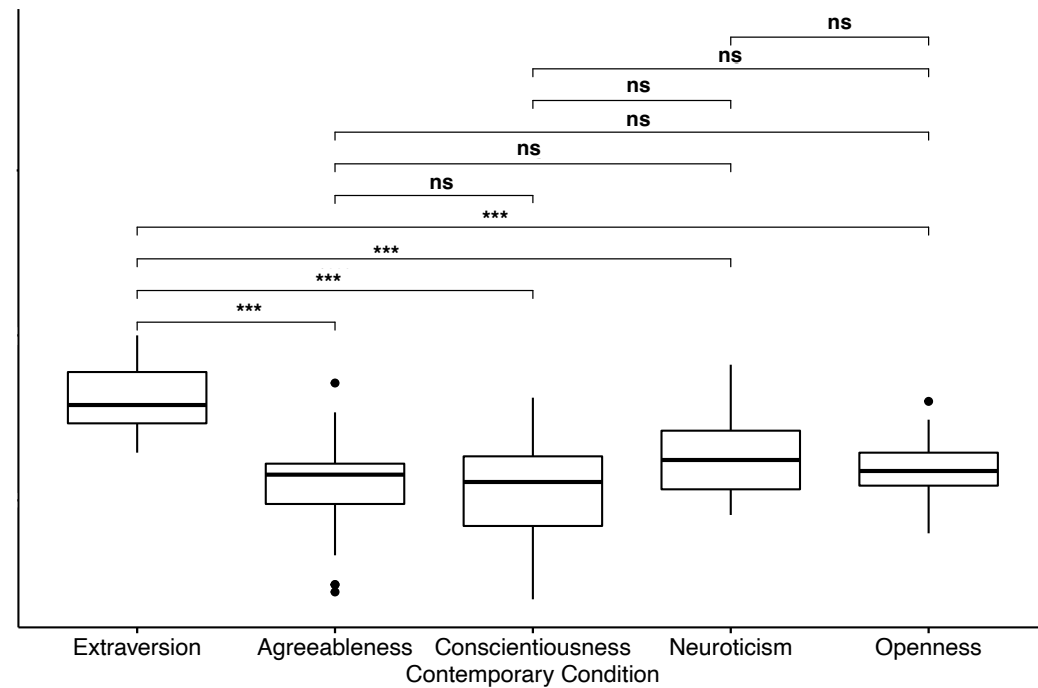 ns
ns
ns
ns
ns
ns
***
***
***
***
Extraversion Agreeableness Conscientiousness Neuroticism Openness
Contemporary Condition